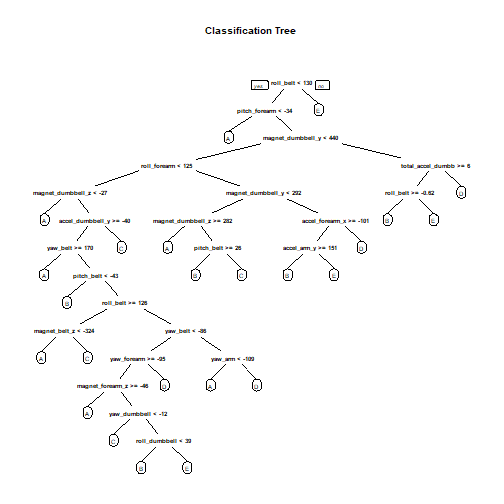 Classification Tree
yes roll_belt < 130 no
pitch_forearm < -34 E
A magnet_dumbbell_y < 440
roll_forearm < 125 total_accel_dumbb >= 6
magnet_dumbbell_z < -27 magnet_dumbbell_y < 292 roll_belt >= -0.62 D
A accel_dumbbell_y >= -40 magnet_dumbbell_z >= 282 accel_forearm_x >= -101 B E
yaw_belt >= 170 C A pitch_belt >= 26 accel_arm_y >= 151 D
A pitch_belt < -43 B C B E
B roll_belt >= 126
magnet_belt_z < -324 yaw_belt < -86
A C yaw_forearm >= -95 yaw_arm < -109
magnet_forearm_z >= -46 D A D
A yaw_dumbbell < -12
C roll_dumbbell < 39
B E